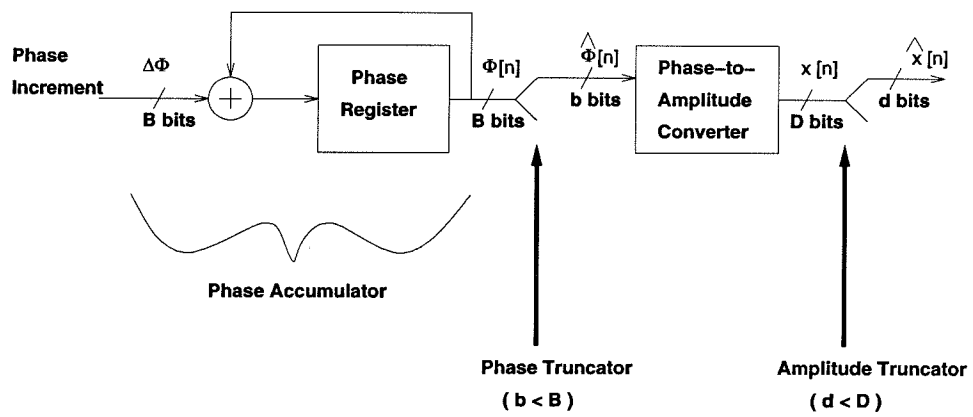 Phase
Increment
ΔΦ
B bits
+
Phase
Register
Φ[n]
B bits
Φ̂[n]
b bits
Phase-to-
Amplitude
Converter
x[n]
D bits
x̂[n]
d bits
Phase Accumulator
Phase Truncator
( b < B )
Amplitude Truncator
( d < D )